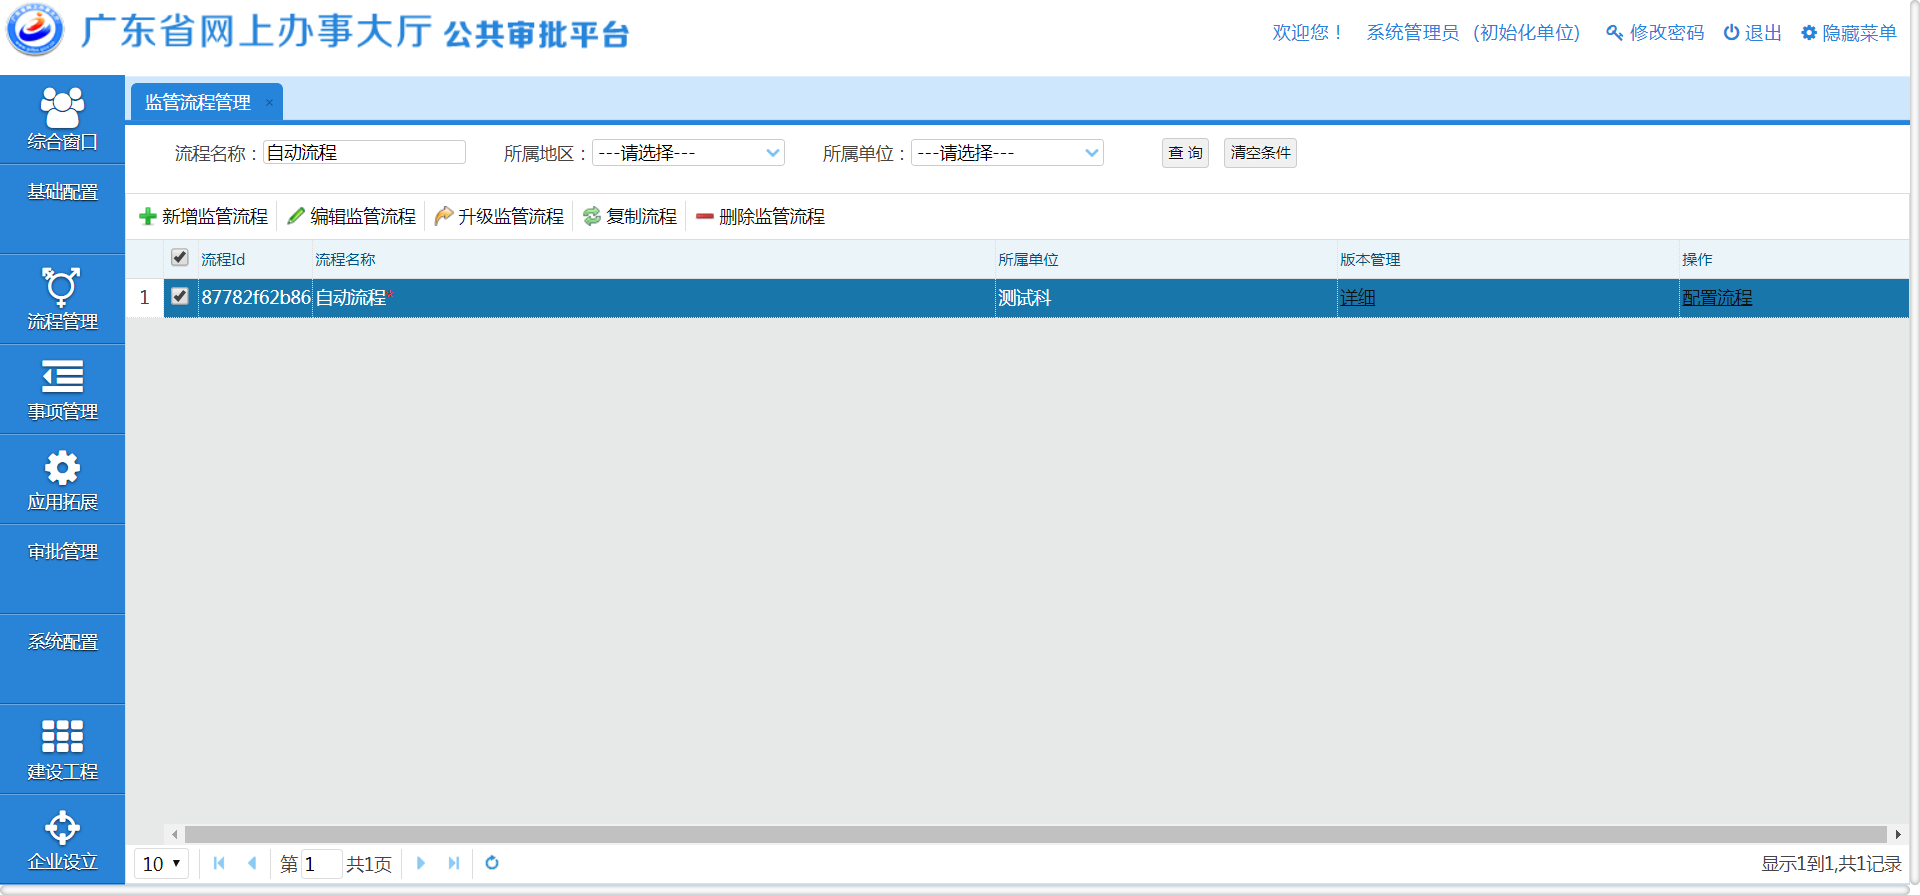 广东省网上办事大厅 公共审批平台
欢迎您！ 系统管理员 (初始化单位) 修改密码 退出 隐藏菜单
综合窗口
基础配置
流程管理
事项管理
应用拓展
审批管理
系统配置
建设工程
企业设立
监管流程管理 ×
流程名称： 自动流程 所属地区： ---请选择--- 所属单位： ---请选择--- 查 询 清空条件
新增监管流程 编辑监管流程 升级监管流程 复制流程 删除监管流程
流程Id 流程名称 所属单位 版本管理 操作
1 87782f62b86 自动流程* 测试科 详细 配置流程
10 第 1 共1页 显示1到1,共1记录